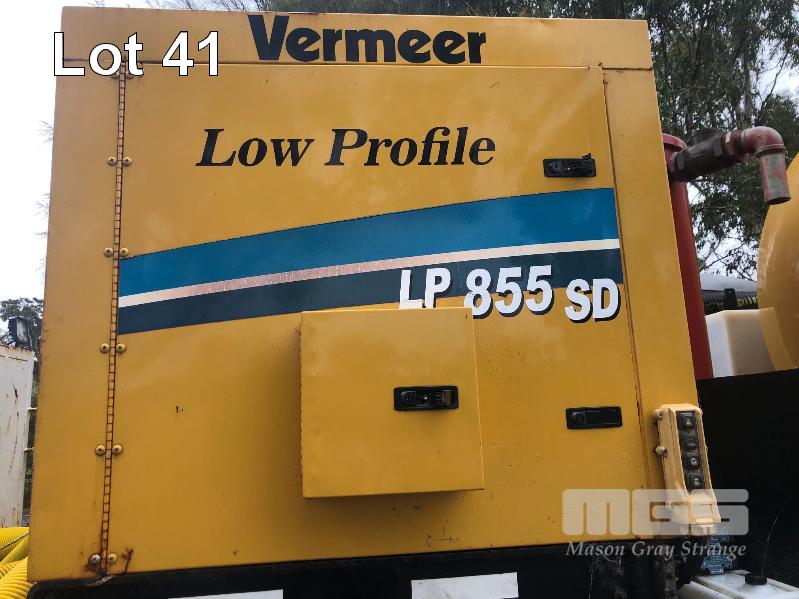 Lot 41
Vermeer
Low Profile
LP 855 SD
MGS
Mason Gray Strange